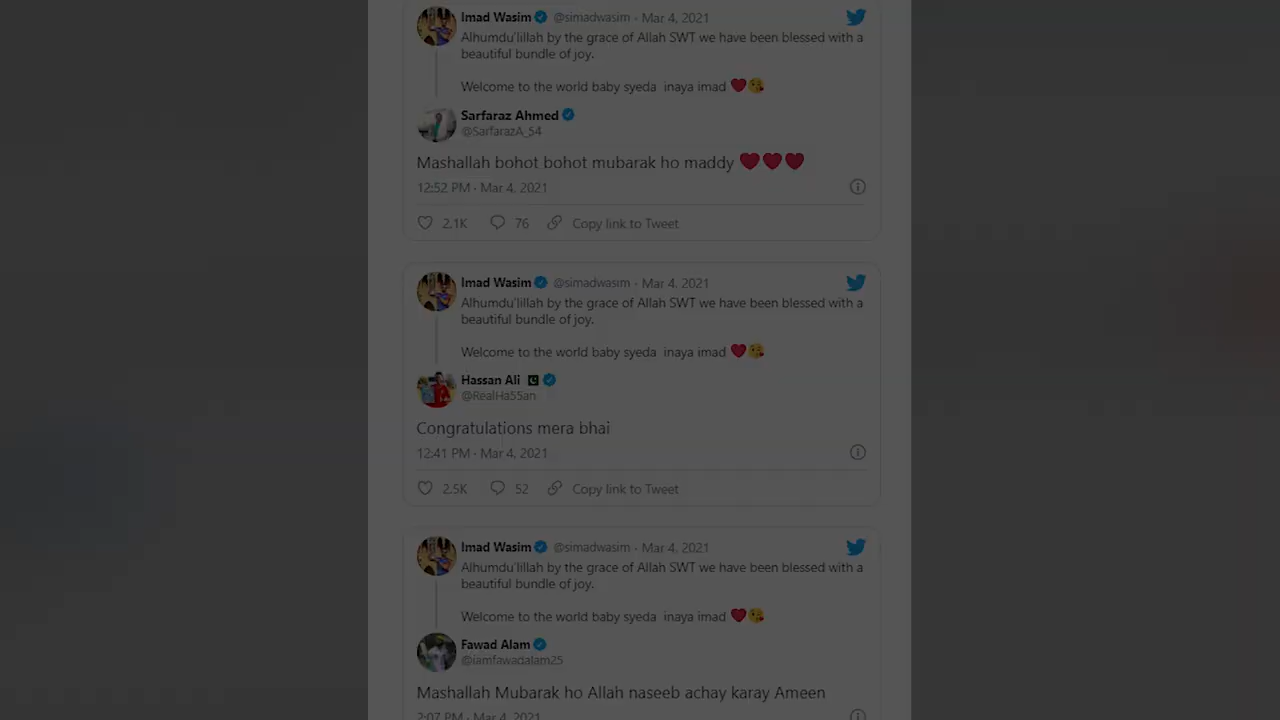 Imad Wasim @simadwasim · Mar 4, 2021
Alhumdu'lillah by the grace of Allah SWT we have been blessed with a
beautiful bundle of joy.
Welcome to the world baby syeda inaya imad ❤️😘
Sarfaraz Ahmed
@SarfarazA_54
Mashallah bohot bohot mubarak ho maddy ❤️❤️❤️
12:52 PM · Mar 4, 2021
2.1K 76 Copy link to Tweet
Imad Wasim @simadwasim · Mar 4, 2021
Alhumdu'lillah by the grace of Allah SWT we have been blessed with a
beautiful bundle of joy.
Welcome to the world baby syeda inaya imad ❤️😘
Hassan Ali 🇵🇰
@RealHa55an
Congratulations mera bhai
12:41 PM · Mar 4, 2021
2.5K 52 Copy link to Tweet
Imad Wasim @simadwasim · Mar 4, 2021
Alhumdu'lillah by the grace of Allah SWT we have been blessed with a
beautiful bundle of joy.
Welcome to the world baby syeda inaya imad ❤️😘
Fawad Alam
@iamfawadalam25
Mashallah Mubarak ho Allah naseeb achay karay Ameen
2:07 PM · Mar 4, 2021